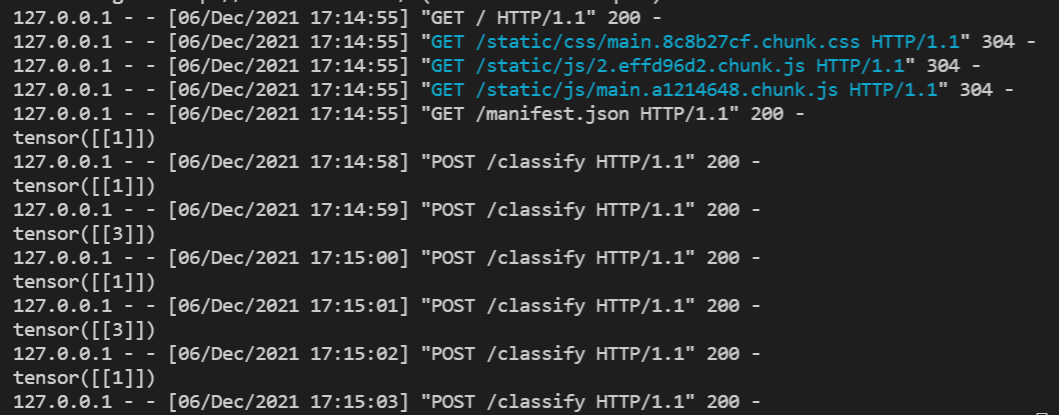 127.0.0.1 - - [06/Dec/2021 17:14:55] "GET / HTTP/1.1" 200 -
127.0.0.1 - - [06/Dec/2021 17:14:55] "GET /static/css/main.8c8b27cf.chunk.css HTTP/1.1" 304 -
127.0.0.1 - - [06/Dec/2021 17:14:55] "GET /static/js/2.effd96d2.chunk.js HTTP/1.1" 304 -
127.0.0.1 - - [06/Dec/2021 17:14:55] "GET /static/js/main.a1214648.chunk.js HTTP/1.1" 304 -
127.0.0.1 - - [06/Dec/2021 17:14:55] "GET /manifest.json HTTP/1.1" 200 -
tensor([[1]])
127.0.0.1 - - [06/Dec/2021 17:14:58] "POST /classify HTTP/1.1" 200 -
tensor([[1]])
127.0.0.1 - - [06/Dec/2021 17:14:59] "POST /classify HTTP/1.1" 200 -
tensor([[3]])
127.0.0.1 - - [06/Dec/2021 17:15:00] "POST /classify HTTP/1.1" 200 -
tensor([[1]])
127.0.0.1 - - [06/Dec/2021 17:15:01] "POST /classify HTTP/1.1" 200 -
tensor([[3]])
127.0.0.1 - - [06/Dec/2021 17:15:02] "POST /classify HTTP/1.1" 200 -
tensor([[1]])
127.0.0.1 - - [06/Dec/2021 17:15:03] "POST /classify HTTP/1.1" 200 -